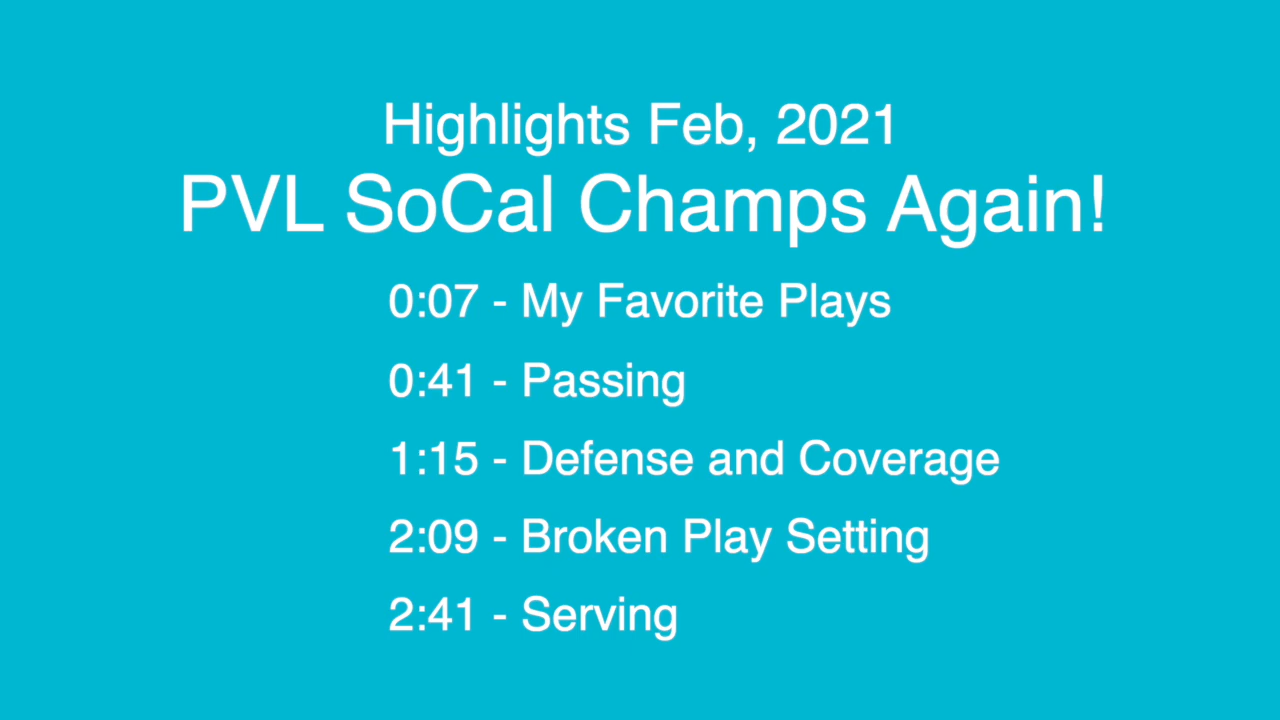 Highlights Feb, 2021
PVL SoCal Champs Again!
0:07 - My Favorite Plays
0:41 - Passing
1:15 - Defense and Coverage
2:09 - Broken Play Setting
2:41 - Serving